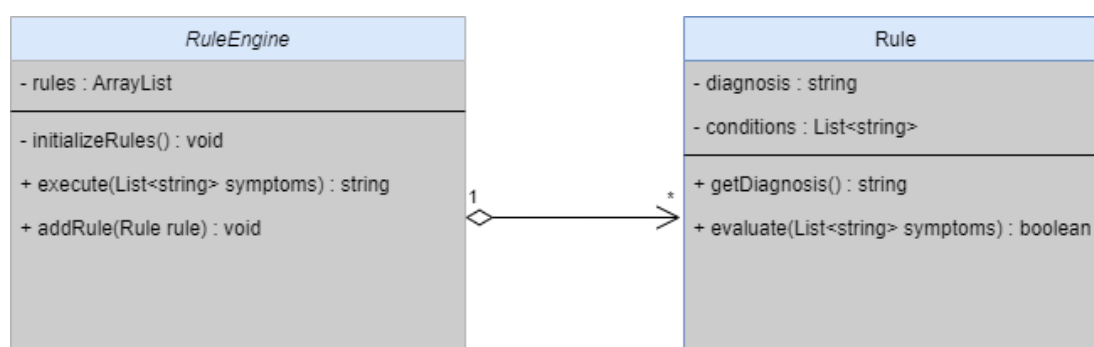 RuleEngine
- rules : ArrayList
- initializeRules() : void
+ execute(List<string> symptoms) : string
+ addRule(Rule rule) : void
1
*
Rule
- diagnosis : string
- conditions : List<string>
+ getDiagnosis() : string
+ evaluate(List<string> symptoms) : boolean